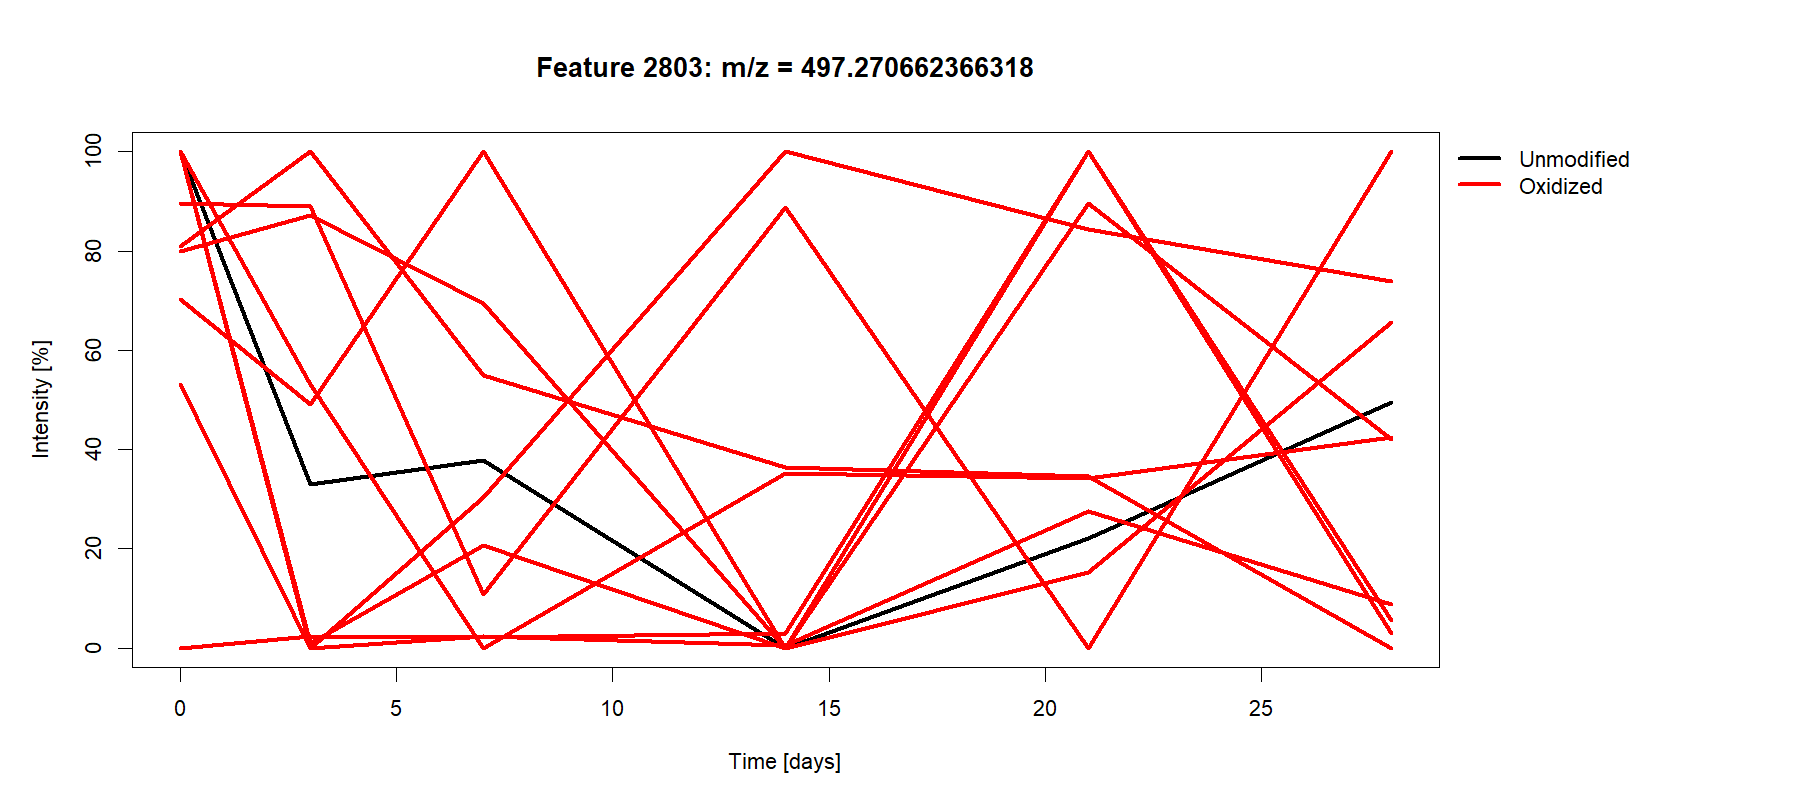 Feature 2803: m/z = 497.270662366318
Unmodified
Oxidized
Intensity [%]
100
80
60
40
20
0
0 5 10 15 20 25
Time [days]